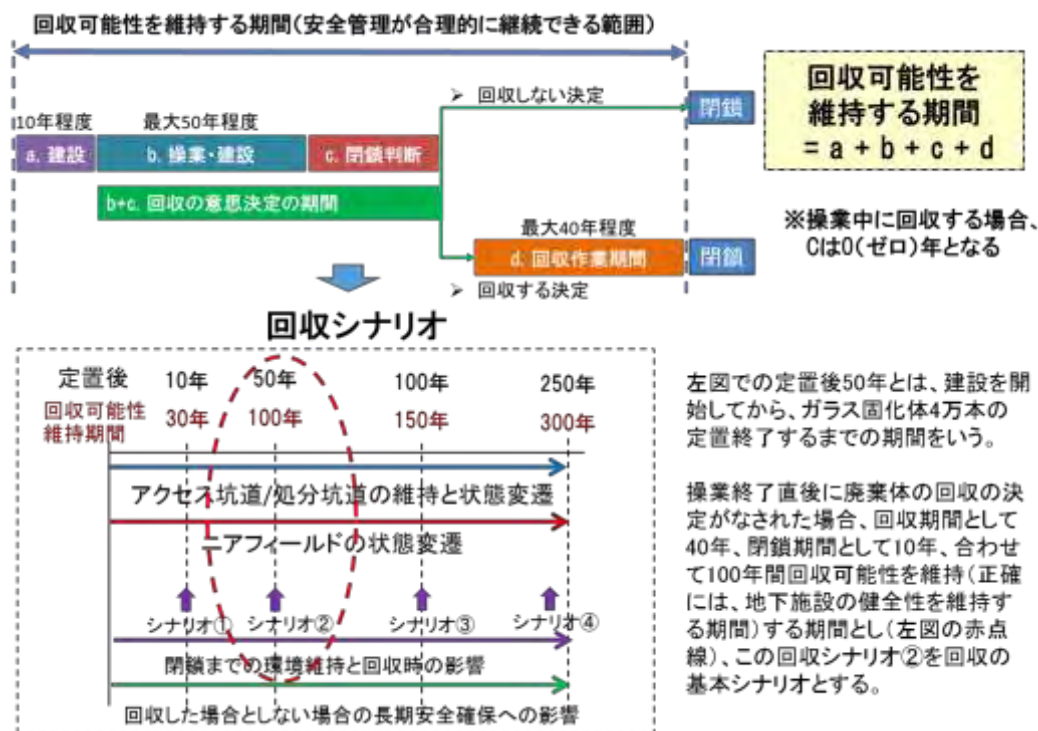 回収可能性を維持する期間(安全管理が合理的に継続できる範囲)
10年程度
最大50年程度
a. 建設
b. 操業・建設
c. 閉鎖判断
b+c. 回収の意思決定の期間
➢ 回収しない決定
閉鎖
最大40年程度
d. 回収作業期間
閉鎖
➢ 回収する決定
回収可能性を
維持する期間
= a + b + c + d
※操業中に回収する場合、
Cは0(ゼロ)年となる
回収シナリオ
定置後 10年 50年 100年 250年
回収可能性
維持期間
30年 100年 150年 300年
アクセス坑道/処分坑道の維持と状態変遷
ニアフィールドの状態変遷
シナリオ① シナリオ② シナリオ③ シナリオ④
閉鎖までの環境維持と回収時の影響
回収した場合としない場合の長期安全確保への影響
左図での定置後50年とは、建設を開
始してから、ガラス固化体4万本の
定置終了するまでの期間をいう。
操業終了直後に廃棄体の回収の決
定がなされた場合、回収期間として
40年、閉鎖期間として10年、合わせ
て100年間回収可能性を維持(正確
には、地下施設の健全性を維持す
る期間)する期間とし(左図の赤点
線)、この回収シナリオ②を回収の
基本シナリオとする。